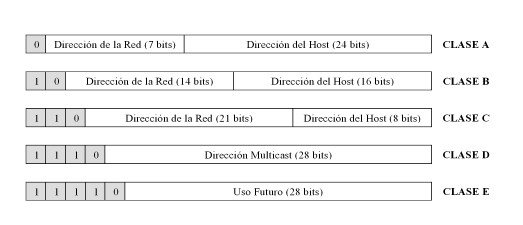 0 Dirección de la Red (7 bits) Dirección del Host (24 bits) CLASE A
1 0 Dirección de la Red (14 bits) Dirección del Host (16 bits) CLASE B
1 1 0 Dirección de la Red (21 bits) Dirección del Host (8 bits) CLASE C
1 1 1 0 Dirección Multicast (28 bits) CLASE D
1 1 1 1 0 Uso Futuro (28 bits) CLASE E